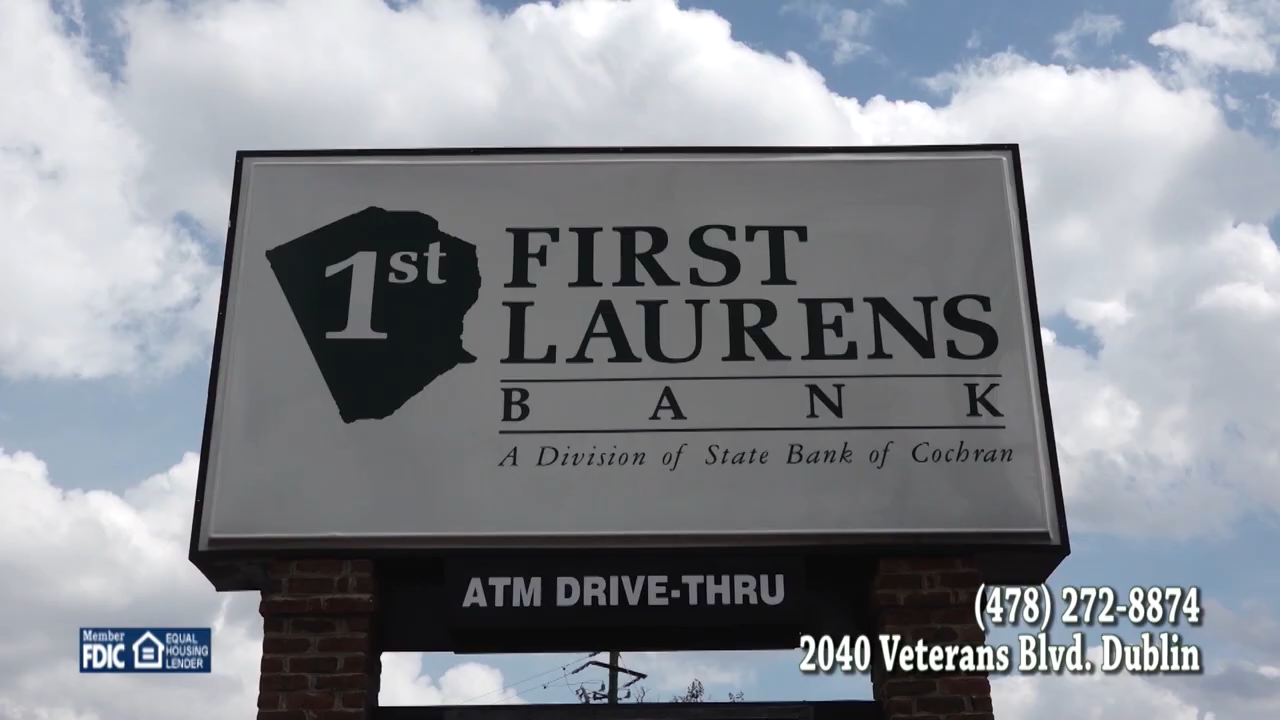 1st
FIRST
LAURENS
BANK
A Division of State Bank of Cochran
ATM DRIVE-THRU
(478) 272-8874
2040 Veterans Blvd. Dublin
Member
FDIC
EQUAL
HOUSING
LENDER